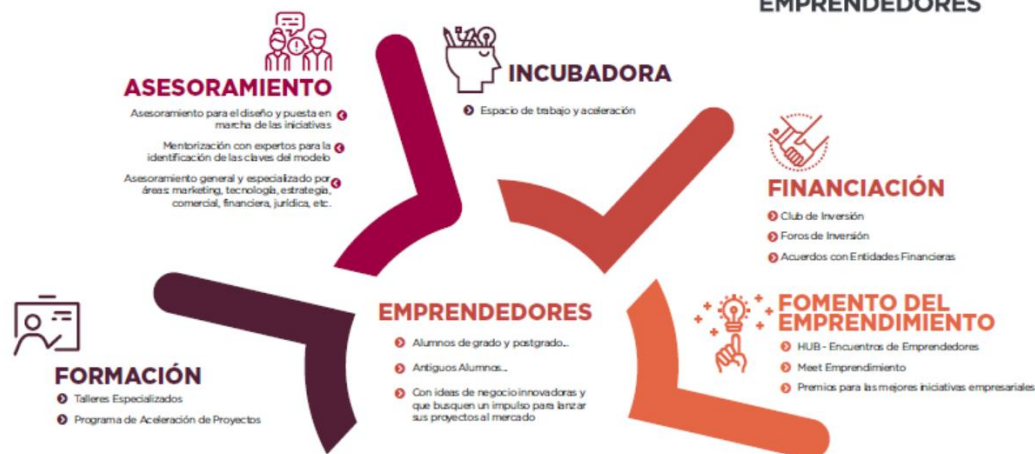 EMPRENDEDORES
ASESORAMIENTO
Asesoramiento para el diseño y puesta en
marcha de las iniciativas
Mentorización con expertos para la
identificación de las claves del modelo
Asesoramiento general y especializado por
áreas: marketing, tecnología, estrategia,
comercial, financiera, jurídica, etc.
INCUBADORA
Espacio de trabajo y aceleración
FINANCIACIÓN
Club de Inversión
Foros de Inversión
Acuerdos con Entidades Financieras
FORMACIÓN
Talleres Especializados
Programa de Aceleración de Proyectos
EMPRENDEDORES
Alumnos de grado y postgrado...
Antiguos Alumnos...
Con ideas de negocio innovadoras y
que busquen un impulso para lanzar
sus proyectos al mercado
FOMENTO DEL
EMPRENDIMIENTO
HUB - Encuentros de Emprendedores
Meet Emprendimiento
Premios para las mejores iniciativas empresariales